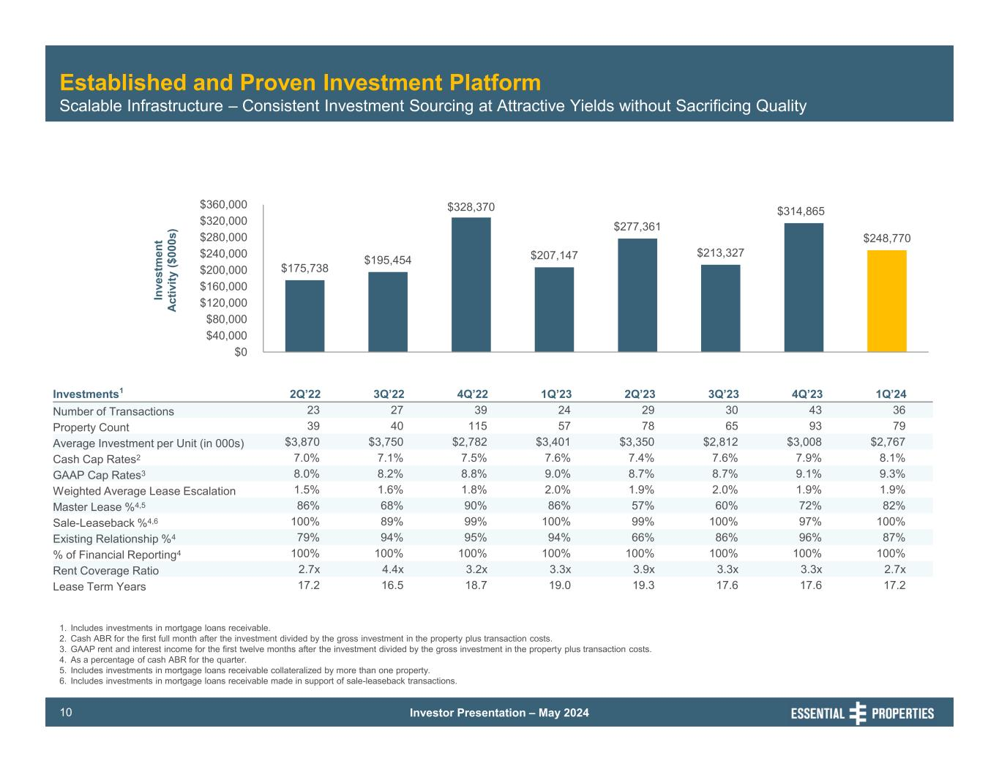 Established and Proven Investment Platform
Scalable Infrastructure – Consistent Investment Sourcing at Attractive Yields without Sacrificing Quality
Investment
Activity ($000s)
$360,000
$320,000
$280,000
$240,000
$200,000
$160,000
$120,000
$80,000
$40,000
$0
$175,738
$195,454
$328,370
$207,147
$277,361
$213,327
$314,865
$248,770
Investments1 2Q’22 3Q’22 4Q’22 1Q’23 2Q’23 3Q’23 4Q’23 1Q’24
Number of Transactions 23 27 39 24 29 30 43 36
Property Count 39 40 115 57 78 65 93 79
Average Investment per Unit (in 000s) $3,870 $3,750 $2,782 $3,401 $3,350 $2,812 $3,008 $2,767
Cash Cap Rates2 7.0% 7.1% 7.5% 7.6% 7.4% 7.6% 7.9% 8.1%
GAAP Cap Rates3 8.0% 8.2% 8.8% 9.0% 8.7% 8.7% 9.1% 9.3%
Weighted Average Lease Escalation 1.5% 1.6% 1.8% 2.0% 1.9% 2.0% 1.9% 1.9%
Master Lease %4,5 86% 68% 90% 86% 57% 60% 72% 82%
Sale-Leaseback %4,6 100% 89% 99% 100% 99% 100% 97% 100%
Existing Relationship %4 79% 94% 95% 94% 66% 86% 96% 87%
% of Financial Reporting4 100% 100% 100% 100% 100% 100% 100% 100%
Rent Coverage Ratio 2.7x 4.4x 3.2x 3.3x 3.9x 3.3x 3.3x 2.7x
Lease Term Years 17.2 16.5 18.7 19.0 19.3 17.6 17.6 17.2
1. Includes investments in mortgage loans receivable.
2. Cash ABR for the first full month after the investment divided by the gross investment in the property plus transaction costs.
3. GAAP rent and interest income for the first twelve months after the investment divided by the gross investment in the property plus transaction costs.
4. As a percentage of cash ABR for the quarter.
5. Includes investments in mortgage loans receivable collateralized by more than one property.
6. Includes investments in mortgage loans receivable made in support of sale-leaseback transactions.
10 Investor Presentation – May 2024 ESSENTIAL PROPERTIES